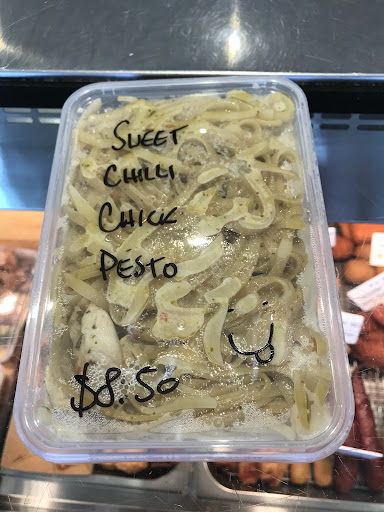 SWEET
CHILLI
CHICK
PESTO
$8.50